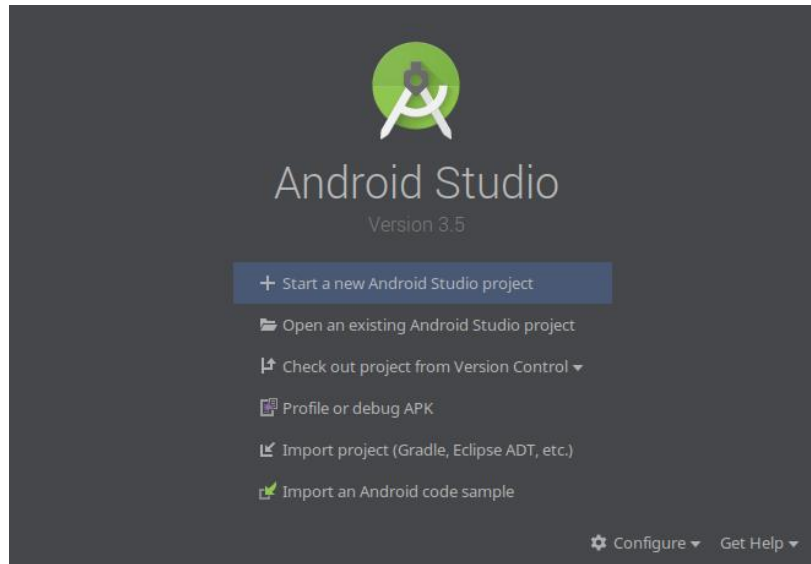 Android Studio
Version 3.5
Start a new Android Studio project
Open an existing Android Studio project
Check out project from Version Control
Profile or debug APK
Import project (Gradle, Eclipse ADT, etc.)
Import an Android code sample
Configure Get Help